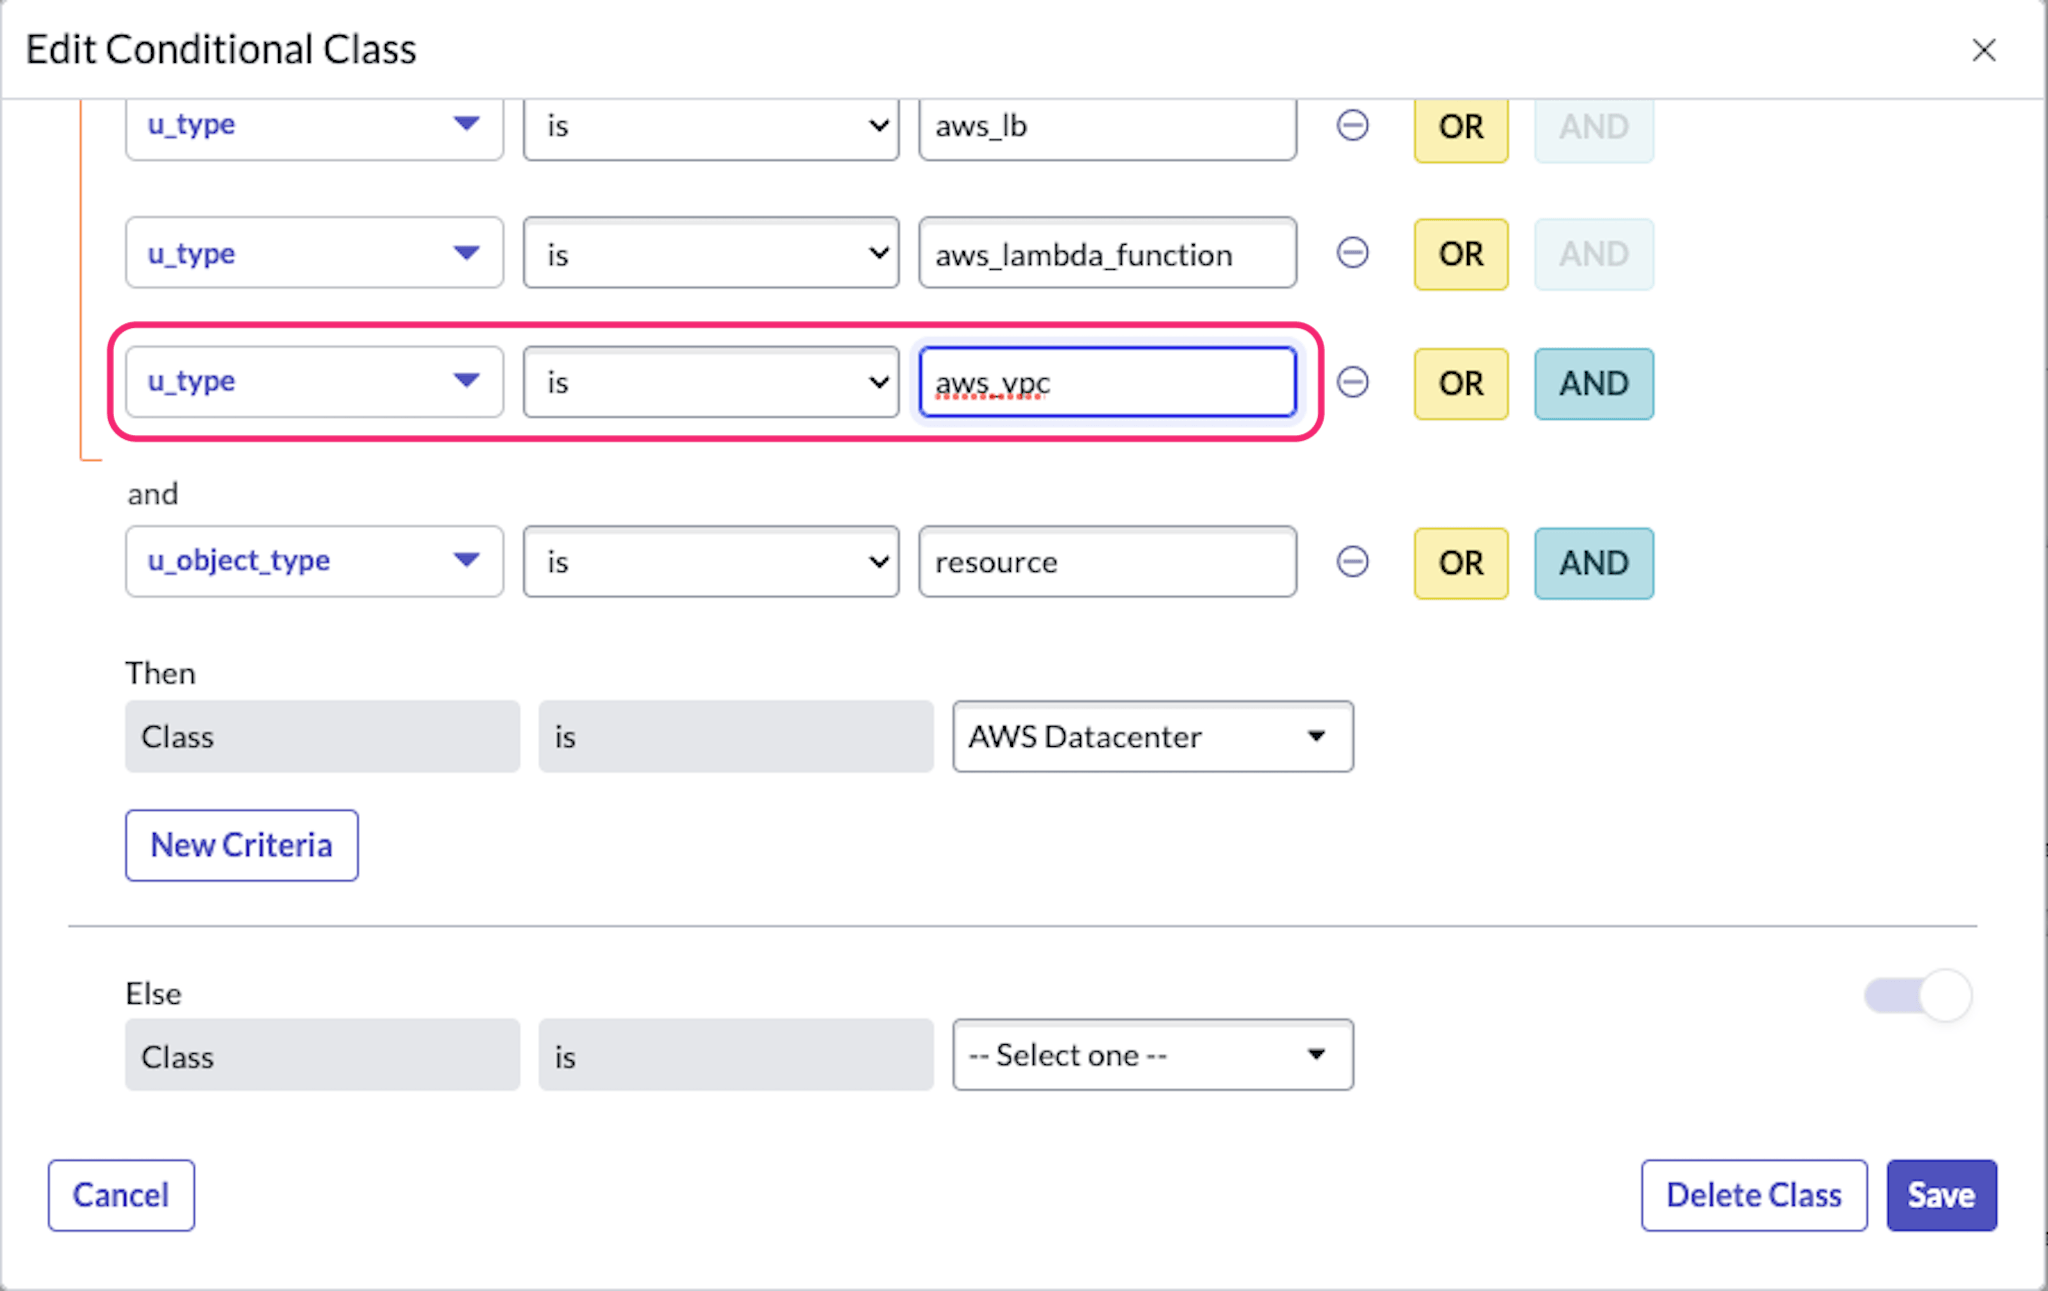 Edit Conditional Class
u_type is aws_lb OR AND
u_type is aws_lambda_function OR AND
u_type is aws_vpc OR AND
and
u_object_type is resource OR AND
Then
Class is AWS Datacenter
New Criteria
Else
Class is -- Select one --
Cancel Delete Class Save